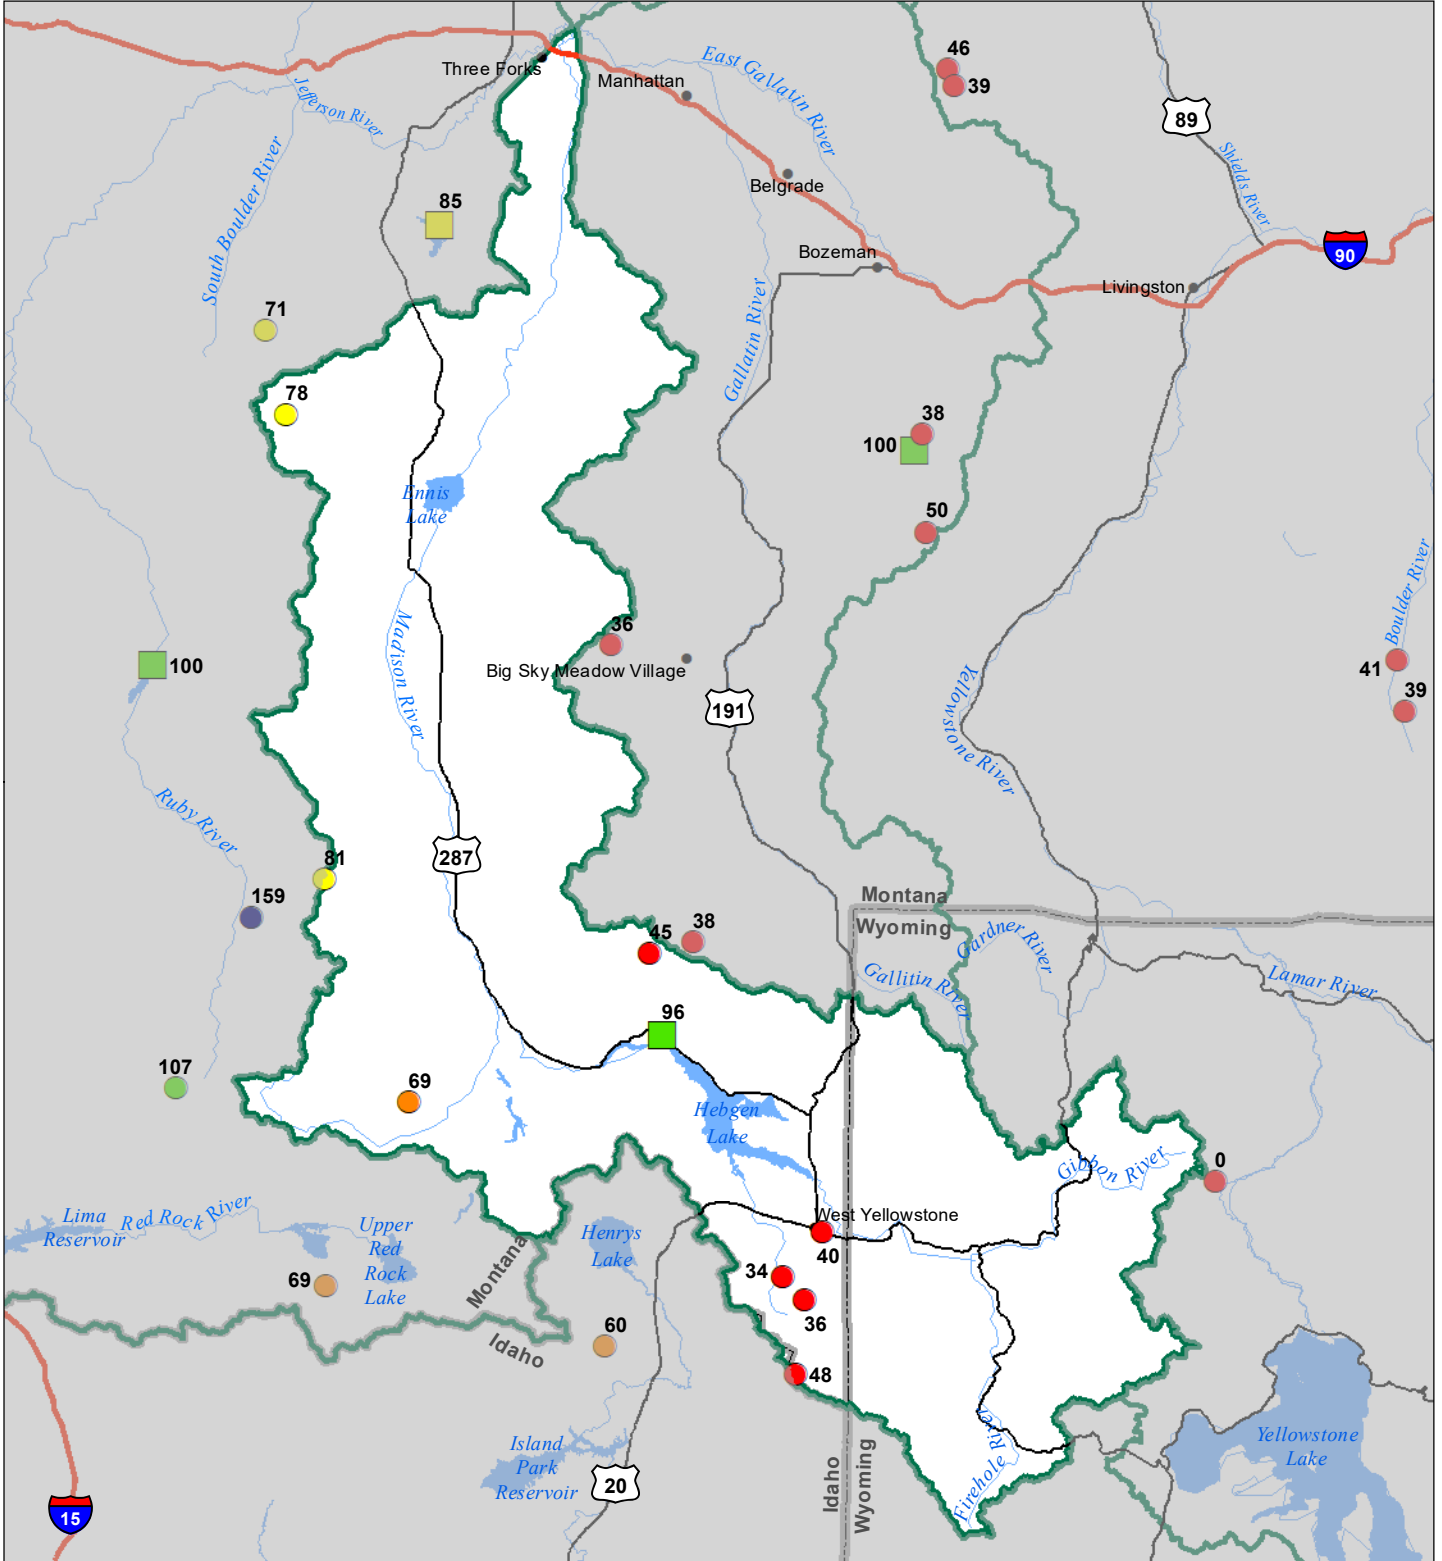 46
39
Three Forks
Manhattan
East Gallatin River
Jefferson River
89
Shields River
South Boulder River
Belgrade
85
Bozeman
90
Livingston
Gallatin River
71
78
38
100
Ennis
Lake
50
Madison River
36
Big Sky Meadow Village
100
191
Boulder River
41
39
Yellowstone River
Ruby River
287
81
159
Montana
Wyoming
45
38
Gardner River
Gallitin River
Lamar River
96
107
69
Hebgen
Lake
Gibbon River
0
Lima
Reservoir
Red Rock River
Upper
Red
Rock
Lake
Henrys
Lake
West Yellowstone
40
34
36
69
Montana
Idaho
60
48
Island
Park
Reservoir
20
Idaho
Wyoming
Firehole River
Yellowstone
Lake
15